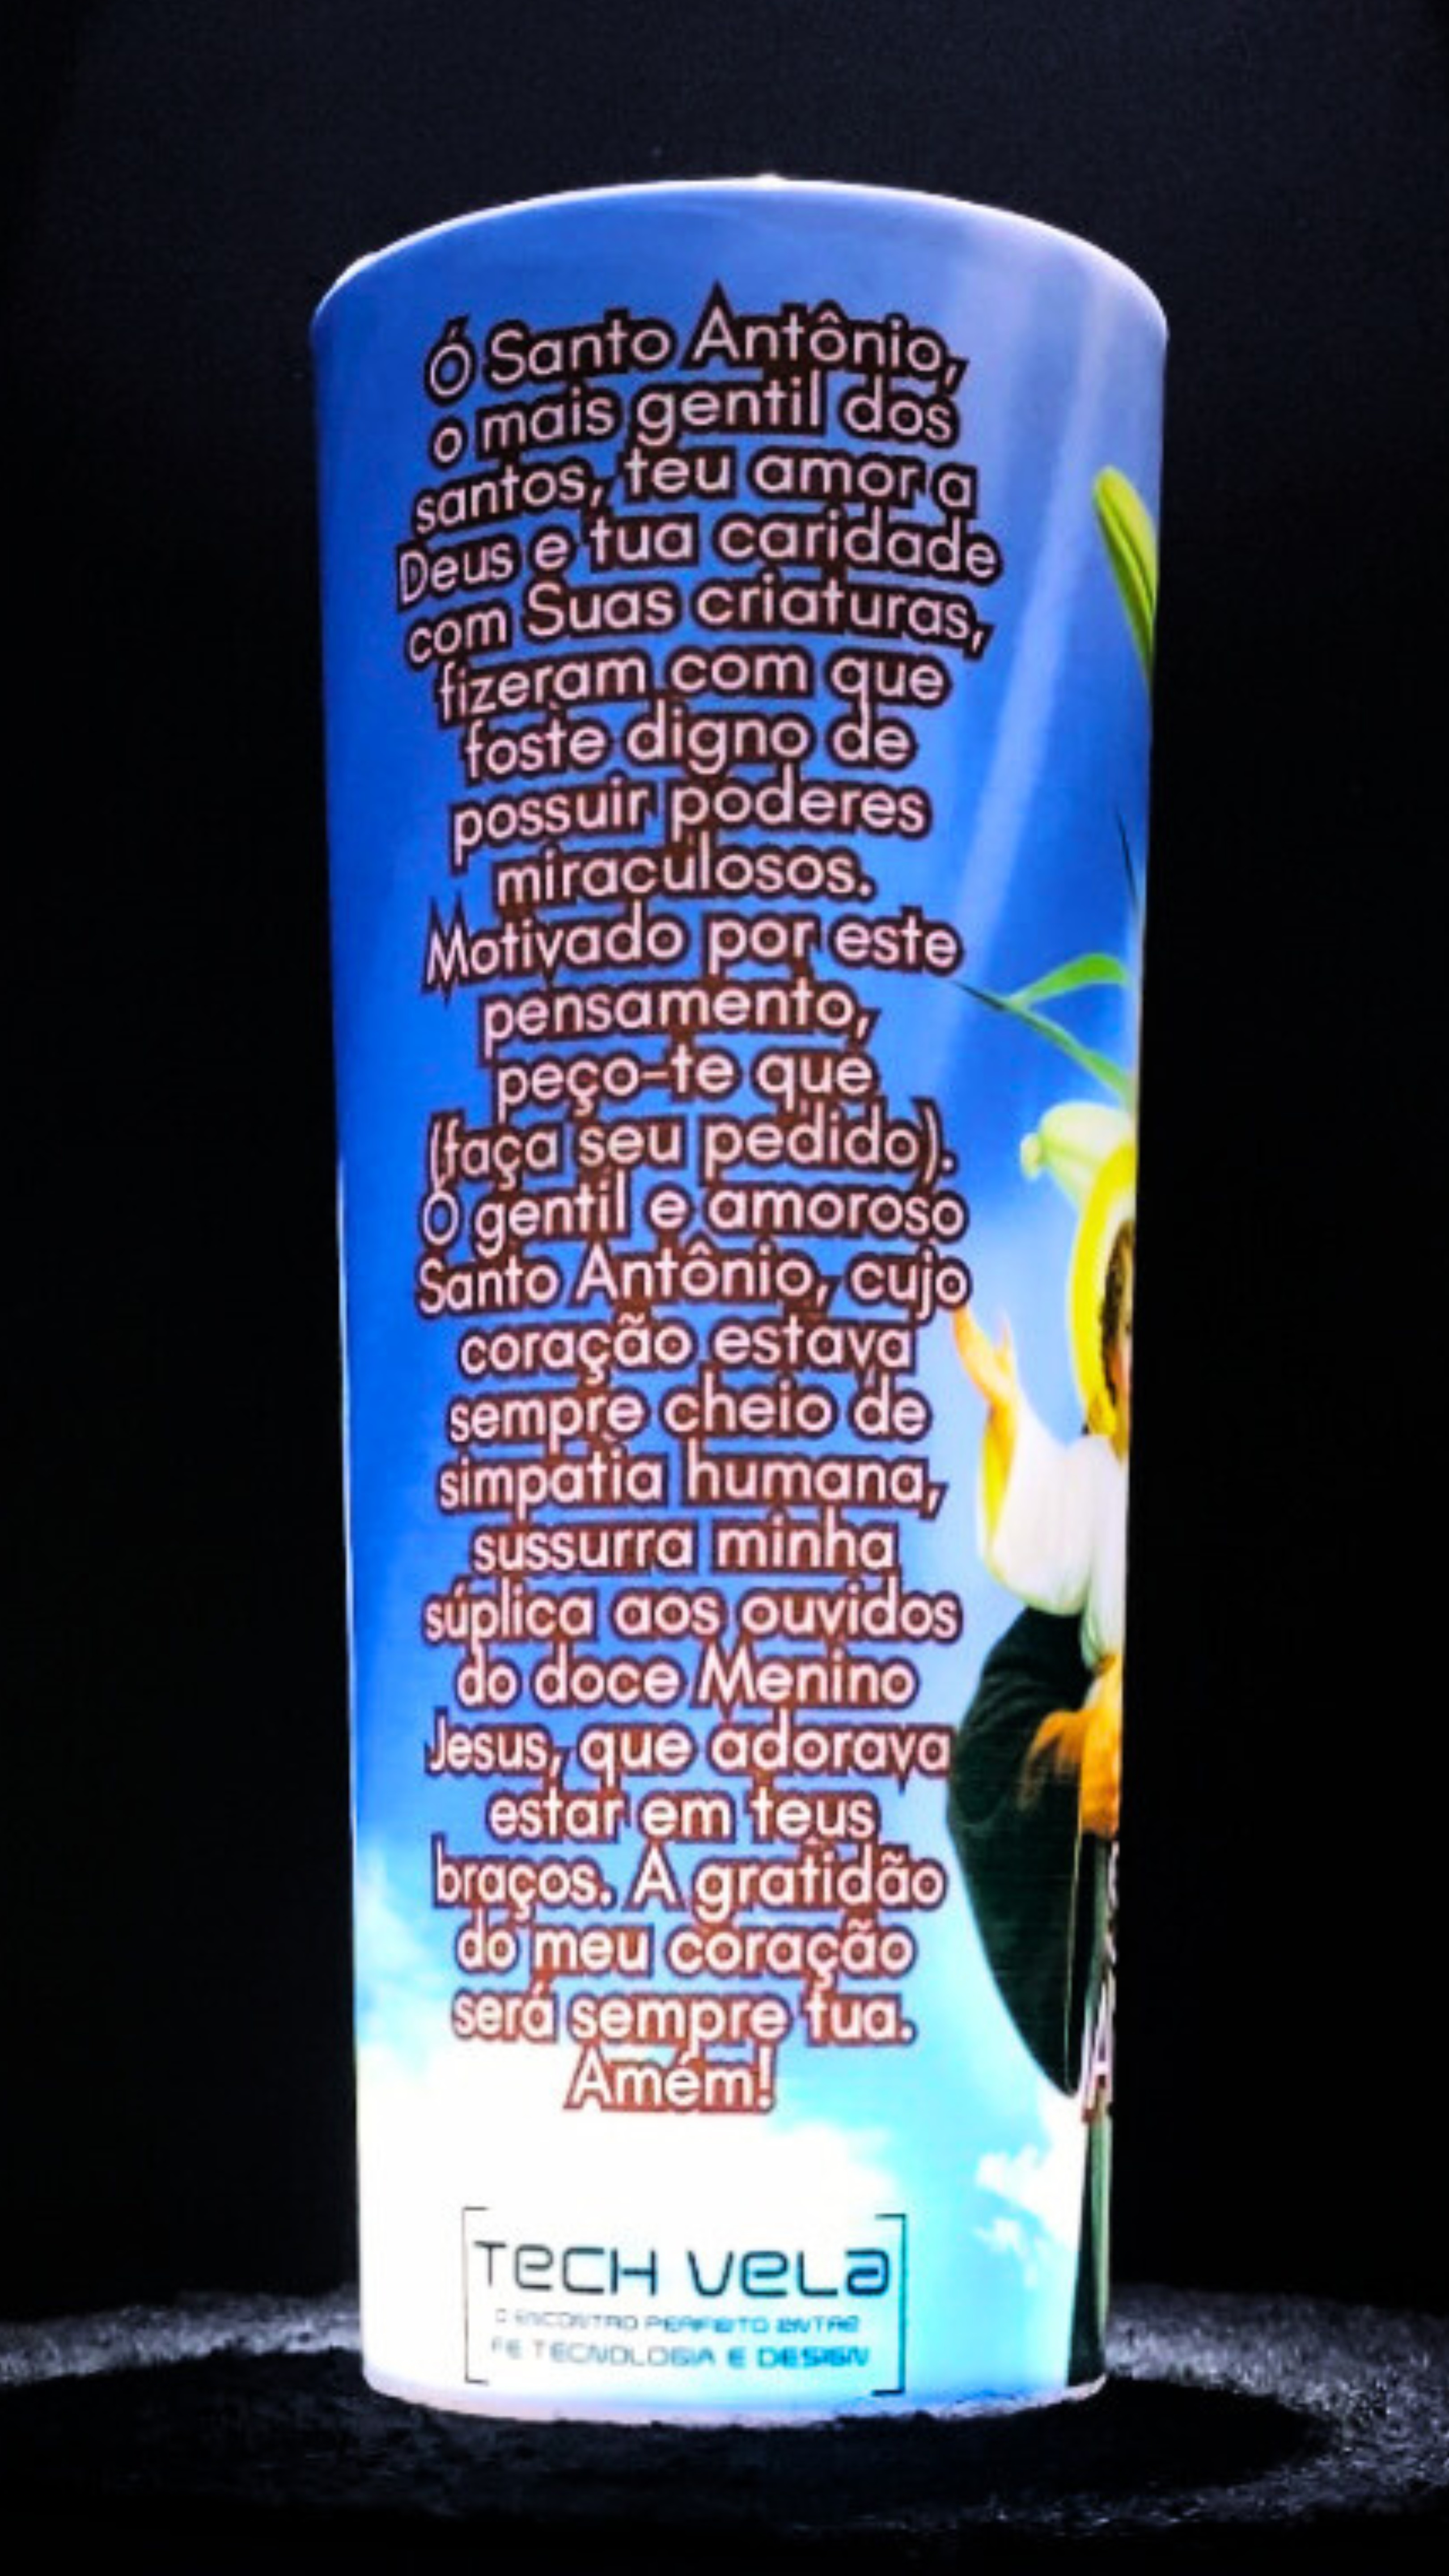 Ó Santo Antônio,
o mais gentil dos
santos, teu amor a
Deus e tua caridade
com Suas criaturas,
fizeram com que
foste digno de
possuir poderes
miraculosos.
Motivado por este
pensamento,
peço-te que
(faça seu pedido).
Ó gentil e amoroso
Santo Antônio, cujo
coração estava
sempre cheio de
simpatia humana,
sussurra minha
súplica aos ouvidos
do doce Menino
Jesus, que adorava
estar em teus
braços. A gratidão
do meu coração
será sempre tua.
Amém!
TECH VELA
O ENCONTRO PERFEITO ENTRE
FE TECNOLOGIA E DESIGN